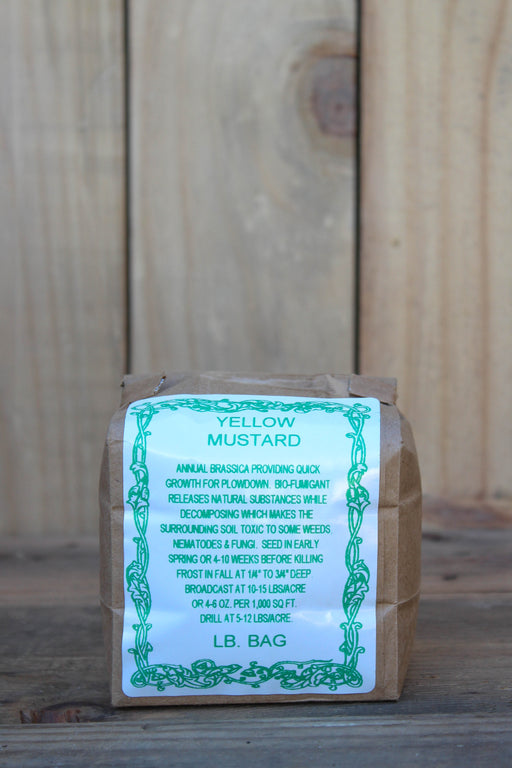 YELLOW
MUSTARD
ANNUAL BRASSICA PROVIDING QUICK
GROWTH FOR PLOWDOWN. BIO-FUMIGANT
RELEASES NATURAL SUBSTANCES WHILE
DECOMPOSING WHICH MAKES THE
SURROUNDING SOIL TOXIC TO SOME WEEDS,
NEMATODES & FUNGI. SEED IN EARLY
SPRING OR 4-10 WEEKS BEFORE KILLING
FROST IN FALL AT 1/4" TO 3/4" DEEP
BROADCAST AT 10-15 LBS/ACRE
OR 4-6 OZ. PER 1,000 SQ FT.
DRILL AT 5-12 LBS/ACRE.
LB. BAG